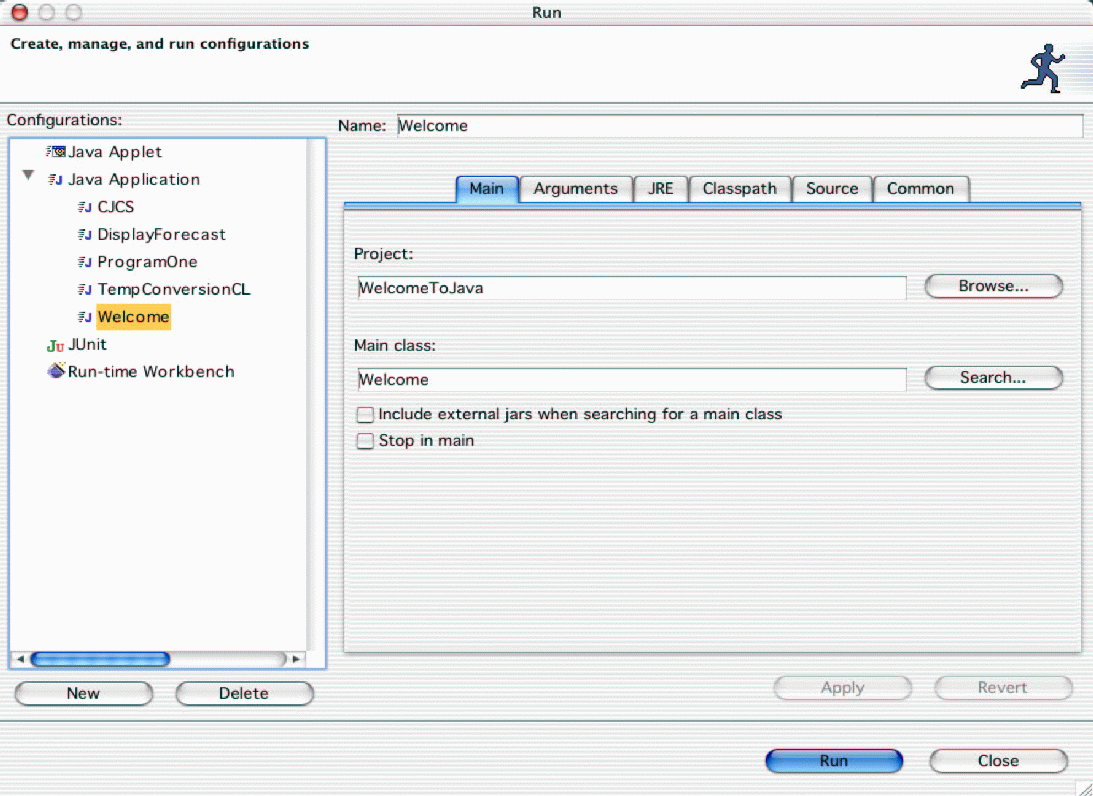 Run
Create, manage, and run configurations
Configurations:
Java Applet
Java Application
CJCS
DisplayForecast
ProgramOne
TempConversionCL
Welcome
JUnit
Run-time Workbench
New Delete
Name: Welcome
Main Arguments JRE Classpath Source Common
Project:
WelcomeToJava Browse...
Main class:
Welcome Search...
Include external jars when searching for a main class
Stop in main
Apply Revert
Run Close